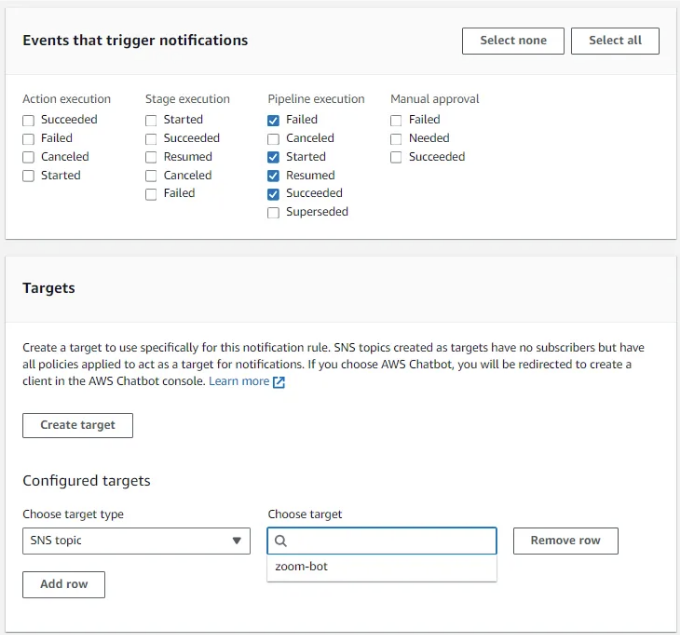 Events that trigger notifications
Select none
Select all
Action execution
Succeeded
Failed
Canceled
Started
Stage execution
Started
Succeeded
Resumed
Canceled
Failed
Pipeline execution
Failed
Canceled
Started
Resumed
Succeeded
Superseded
Manual approval
Failed
Needed
Succeeded
Targets
Create a target to use specifically for this notification rule. SNS topics created as targets have no subscribers but have
all policies applied to act as a target for notifications. If you choose AWS Chatbot, you will be redirected to create a
client in the AWS Chatbot console. Learn more
Create target
Configured targets
Choose target type
SNS topic
Choose target
zoom-bot
Remove row
Add row